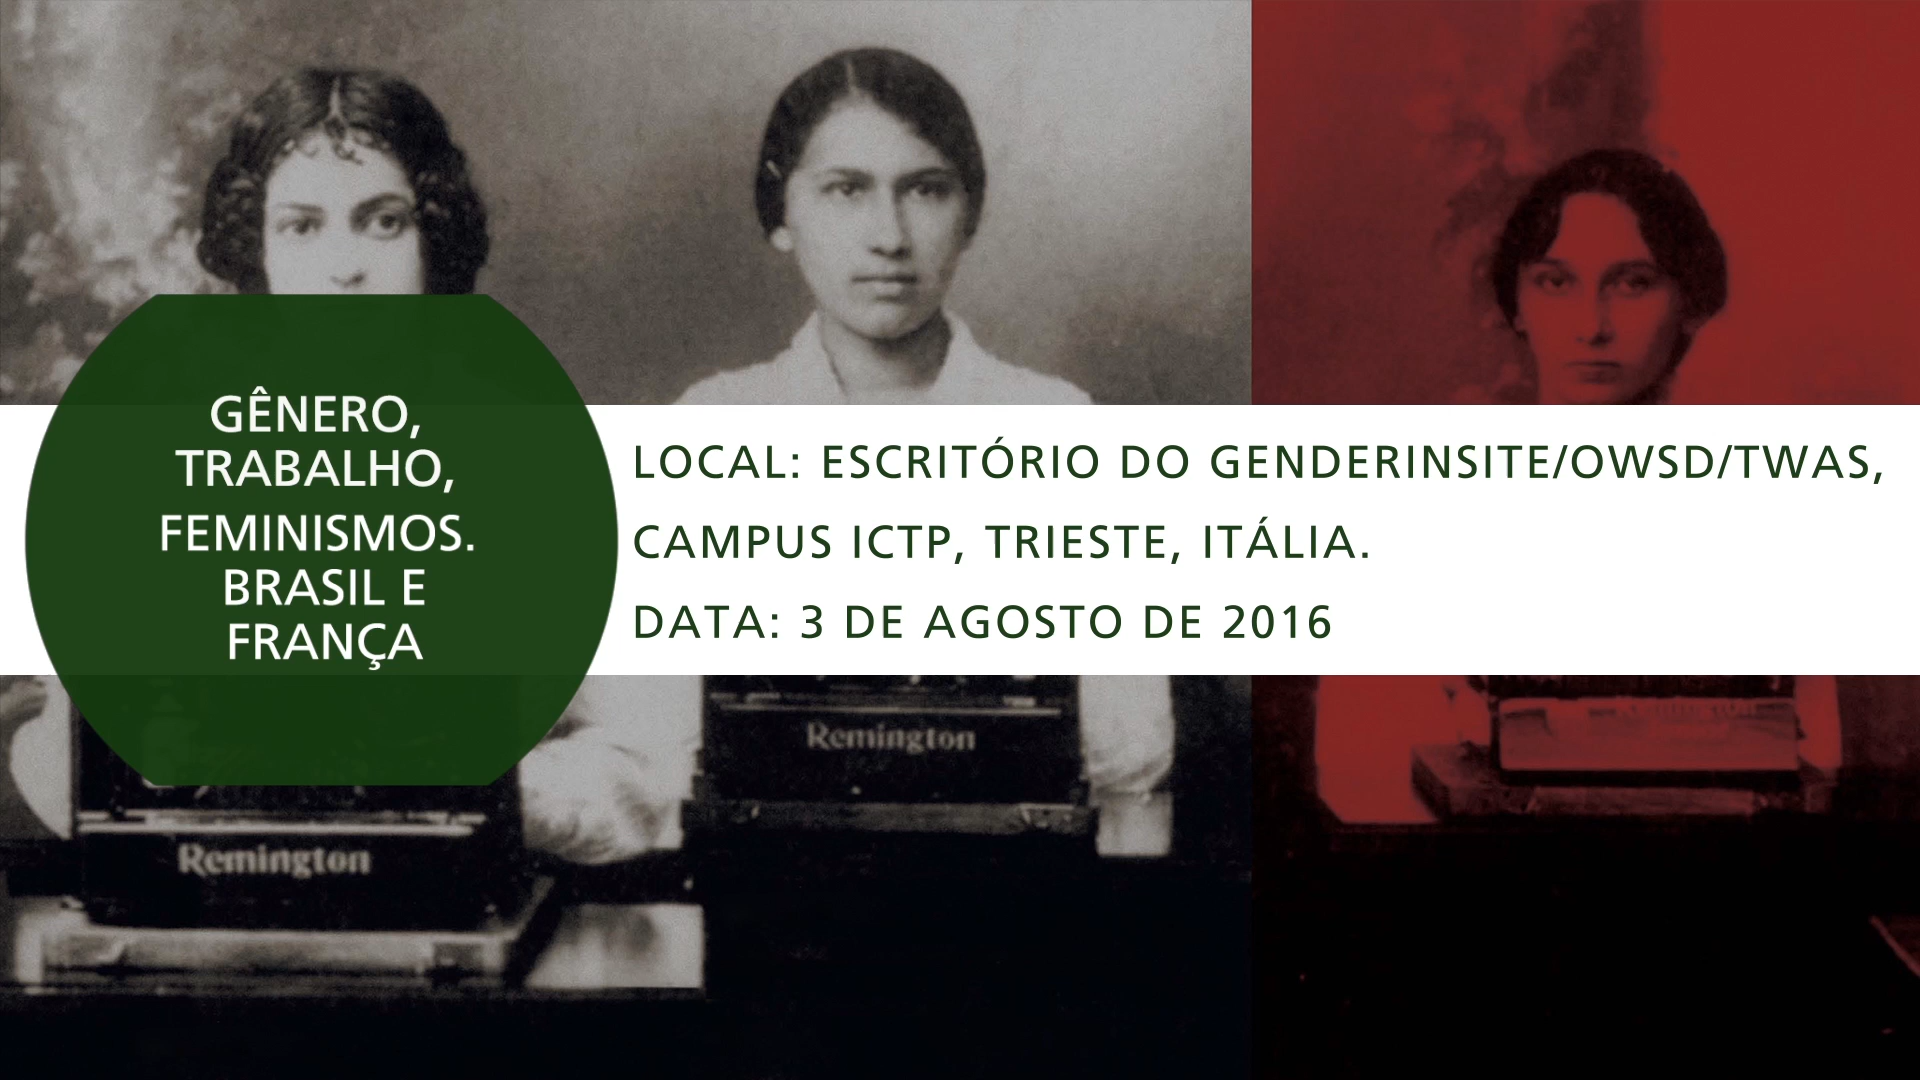 GÊNERO,
TRABALHO,
FEMINISMOS.
BRASIL E
FRANÇA
LOCAL: ESCRITÓRIO DO GENDERINSITE/OWSD/TWAS,
CAMPUS ICTP, TRIESTE, ITÁLIA.
DATA: 3 DE AGOSTO DE 2016
Remington
Remington
Remington